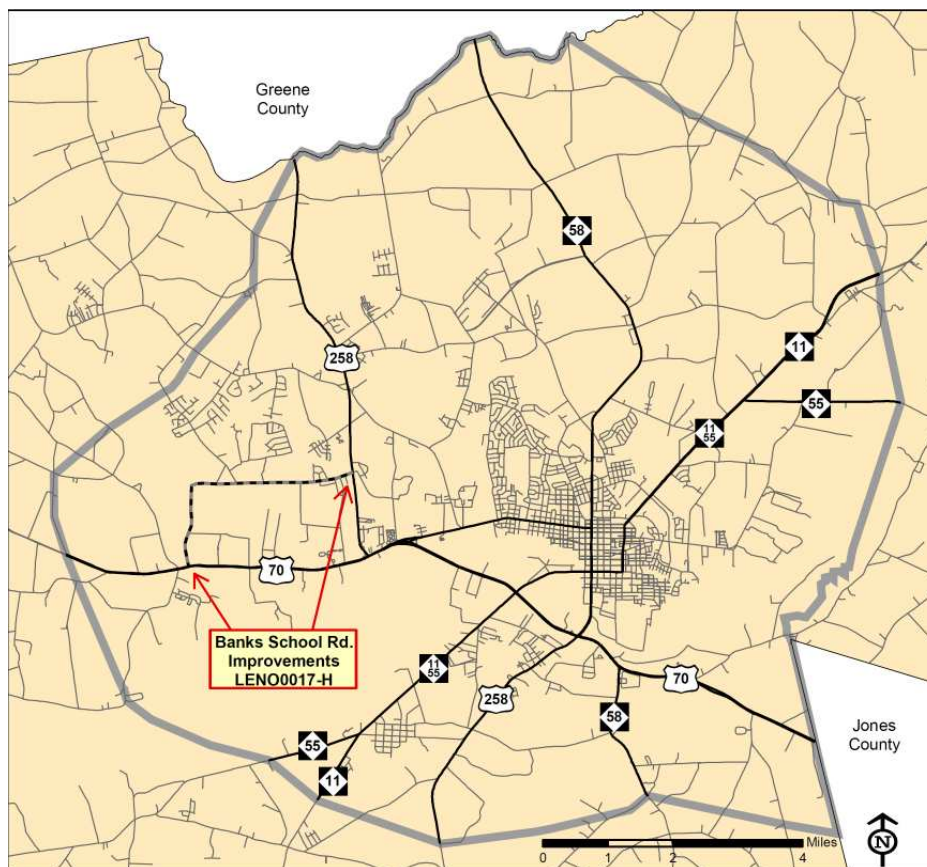 Greene
County
58
258
11
55
11
55
70
Banks School Rd.
Improvements
LENO0017-H
11
55
258
70
58
55
11
Jones
County
N
Miles
0 1 2 4